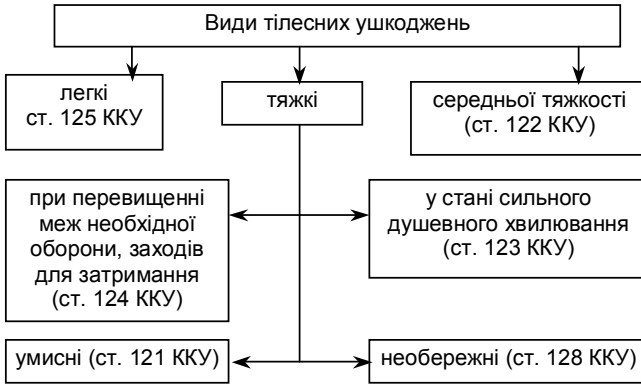 Види тілесних ушкоджень
легкі
ст. 125 ККУ
тяжкі
середньої тяжкості
(ст. 122 ККУ)
при перевищенні
меж необхідної
оборони, заходів
для затримання
(ст. 124 ККУ)
у стані сильного
душевного хвилювання
(ст. 123 ККУ)
умисні (ст. 121 ККУ)
необережні (ст. 128 ККУ)